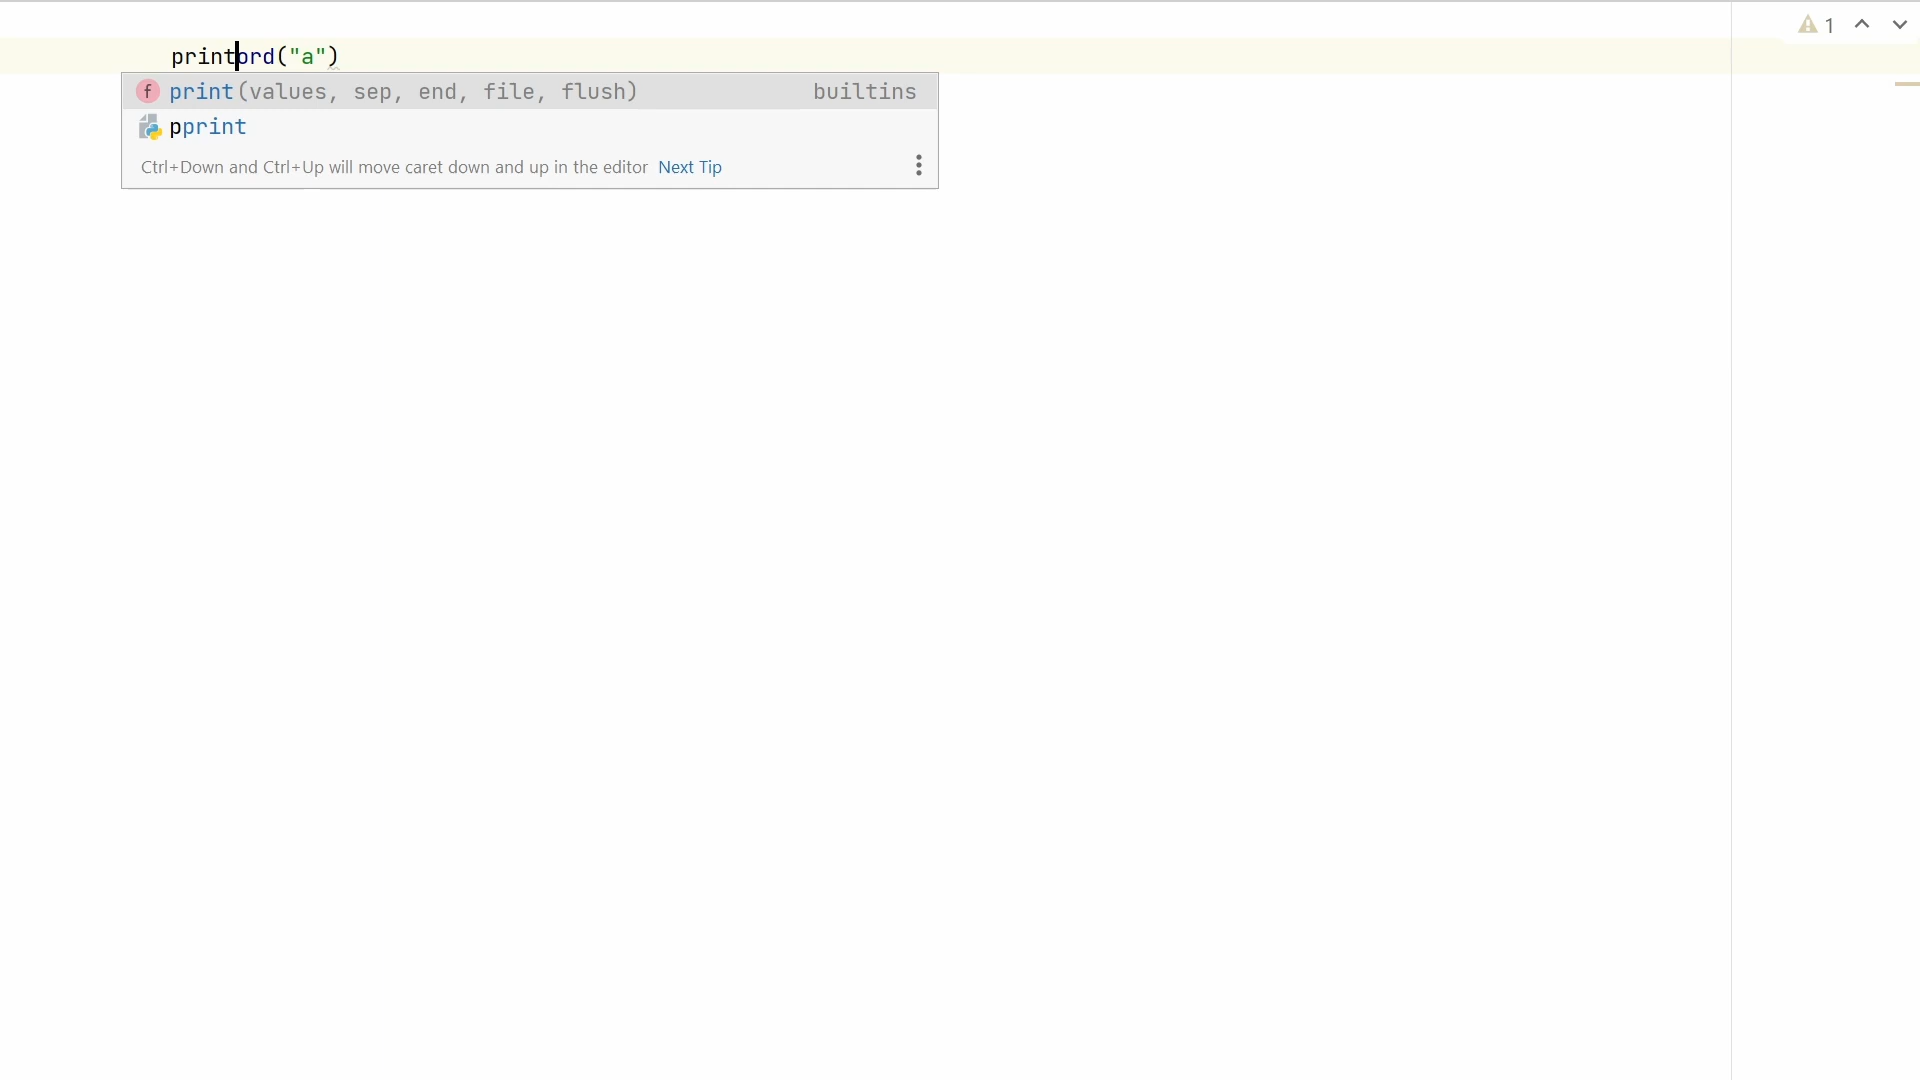 1
printord("a")
f print(values, sep, end, file, flush) builtins
pprint
Ctrl+Down and Ctrl+Up will move caret down and up in the editor Next Tip